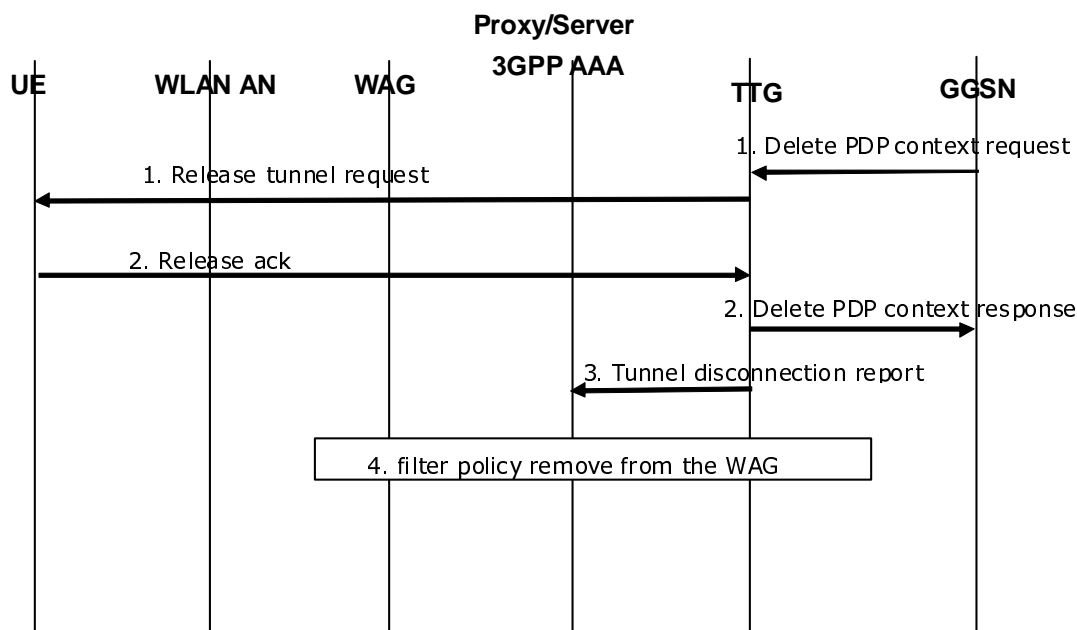 Proxy/Server
3GPP AAA
UE
WLAN AN
WAG
TTG
GGSN
1. Delete PDP context request
1. Release tunnel request
2. Release ack
2. Delete PDP context response
3. Tunnel disconnection report
4. filter policy remove from the WAG